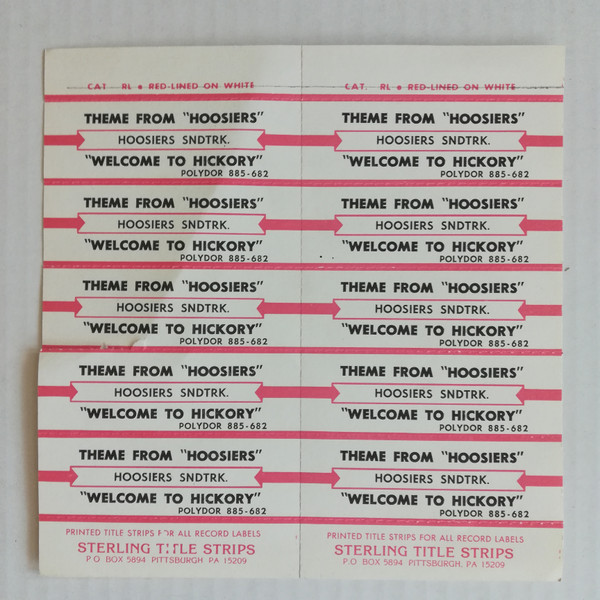 CAT. RL • RED-LINED ON WHITE CAT. RL • RED-LINED ON WHITE
THEME FROM "HOOSIERS" THEME FROM "HOOSIERS"
HOOSIERS SNDTRK. HOOSIERS SNDTRK.
"WELCOME TO HICKORY" "WELCOME TO HICKORY"
POLYDOR 885-682 POLYDOR 885-682
THEME FROM "HOOSIERS" THEME FROM "HOOSIERS"
HOOSIERS SNDTRK. HOOSIERS SNDTRK.
"WELCOME TO HICKORY" "WELCOME TO HICKORY"
POLYDOR 885-682 POLYDOR 885-682
THEME FROM "HOOSIERS" THEME FROM "HOOSIERS"
HOOSIERS SNDTRK. HOOSIERS SNDTRK.
"WELCOME TO HICKORY" "WELCOME TO HICKORY"
POLYDOR 885-682 POLYDOR 885-682
THEME FROM "HOOSIERS" THEME FROM "HOOSIERS"
HOOSIERS SNDTRK. HOOSIERS SNDTRK.
"WELCOME TO HICKORY" "WELCOME TO HICKORY"
POLYDOR 885-682 POLYDOR 885-682
THEME FROM "HOOSIERS" THEME FROM "HOOSIERS"
HOOSIERS SNDTRK. HOOSIERS SNDTRK.
"WELCOME TO HICKORY" "WELCOME TO HICKORY"
POLYDOR 885-682 POLYDOR 885-682
PRINTED TITLE STRIPS FOR ALL RECORD LABELS PRINTED TITLE STRIPS FOR ALL RECORD LABELS
STERLING TITLE STRIPS STERLING TITLE STRIPS
P.O. BOX 5894 PITTSBURGH, PA 15209 P.O. BOX 5894 PITTSBURGH, PA 15209